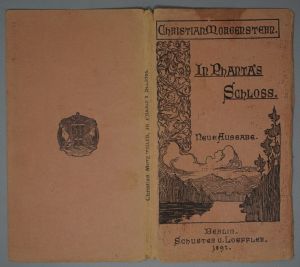 Christian Morgenstern.
In Phanta's
Schloss.
Neue Ausgabe.
Berlin.
Schuster u. Loeffler.